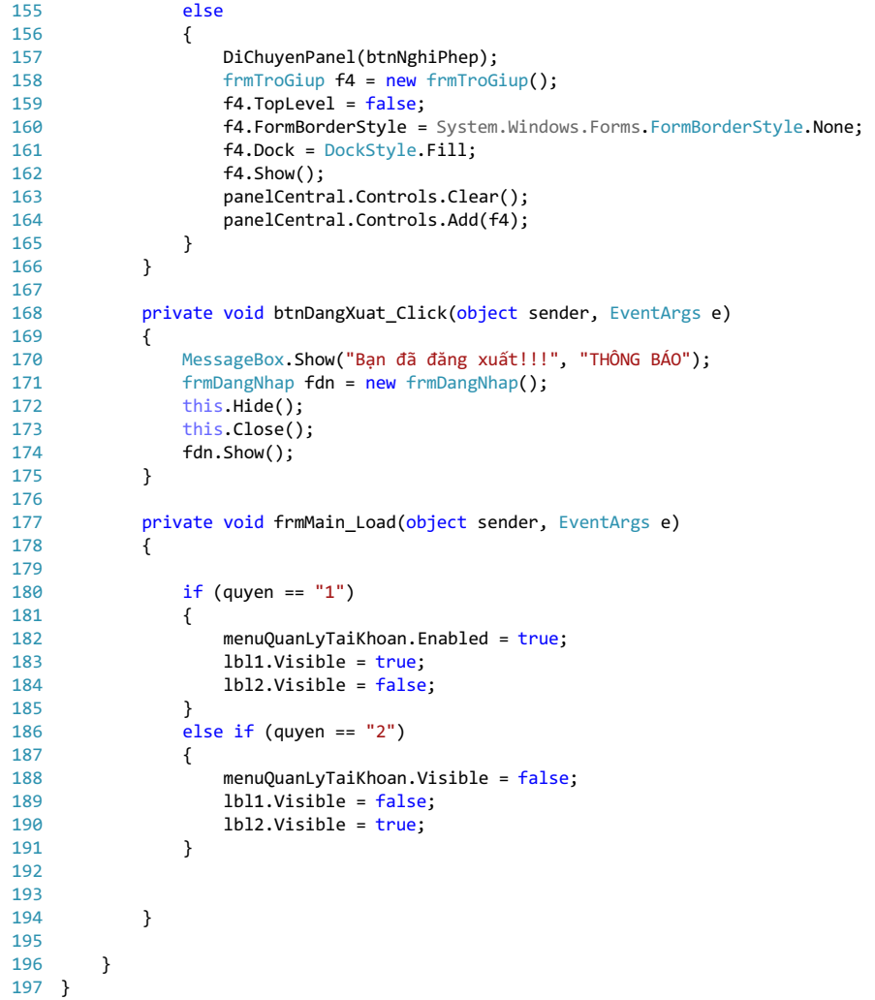 155             else
156             {
157                 DiChuyenPanel(btnNghiPhep);
158                 frmTroGiup f4 = new frmTroGiup();
159                 f4.TopLevel = false;
160                 f4.FormBorderStyle = System.Windows.Forms.FormBorderStyle.None;
161                 f4.Dock = DockStyle.Fill;
162                 f4.Show();
163                 panelCentral.Controls.Clear();
164                 panelCentral.Controls.Add(f4);
165             }
166         }
167
168         private void btnDangXuat_Click(object sender, EventArgs e)
169         {
170             MessageBox.Show("Bạn đã đăng xuất!!!", "THÔNG BÁO");
171             frmDangNhap fdn = new frmDangNhap();
172             this.Hide();
173             this.Close();
174             fdn.Show();
175         }
176
177         private void frmMain_Load(object sender, EventArgs e)
178         {
179
180             if (quyen == "1")
181             {
182                 menuQuanLyTaiKhoan.Enabled = true;
183                 lbl1.Visible = true;
184                 lbl2.Visible = false;
185             }
186             else if (quyen == "2")
187             {
188                 menuQuanLyTaiKhoan.Visible = false;
189                 lbl1.Visible = false;
190                 lbl2.Visible = true;
191             }
192
193
194         }
195
196     }
197 }